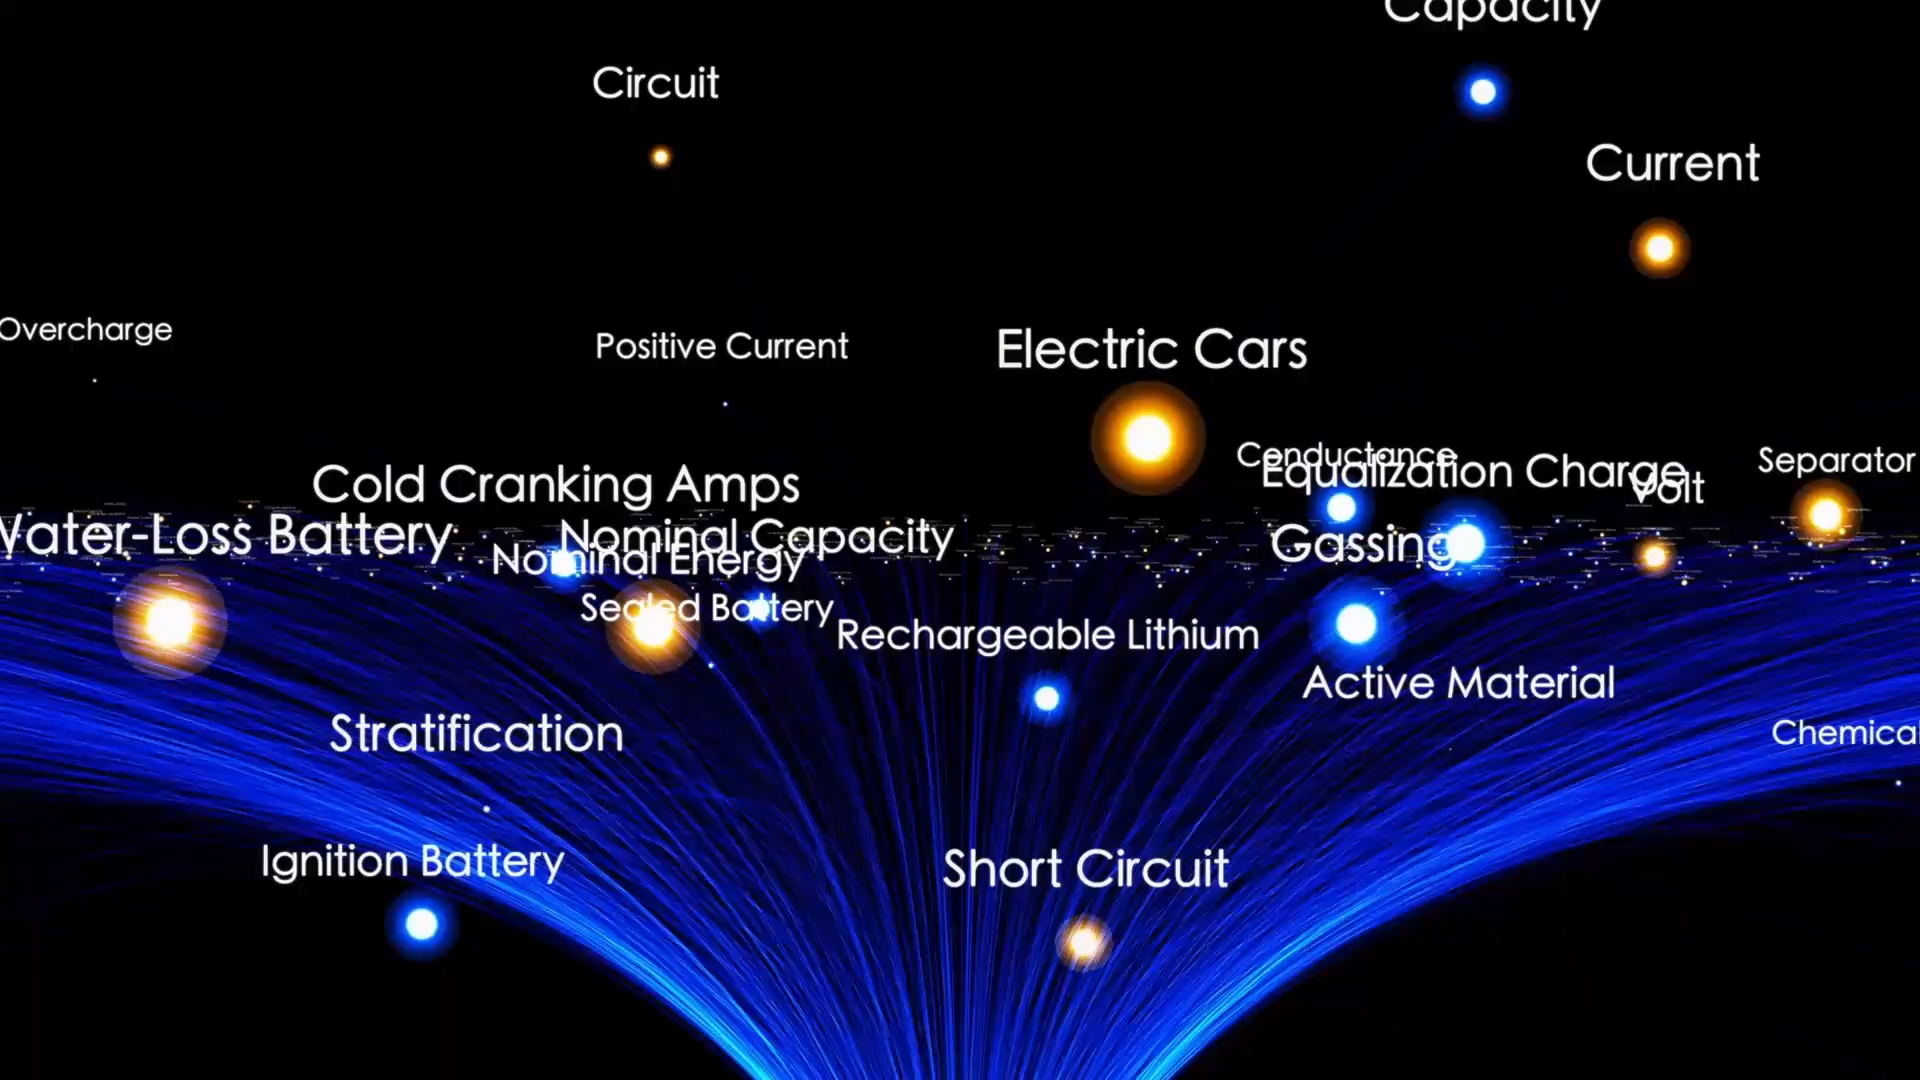 Capacity
Circuit
Current
Overcharge
Positive Current
Electric Cars
Conductance
Equalization Charge
Volt
Separator
Cold Cranking Amps
Water-Loss Battery
Nominal Capacity
Nominal Energy
Gassing
Sealed Battery
Rechargeable Lithium
Active Material
Stratification
Chemical
Ignition Battery
Short Circuit